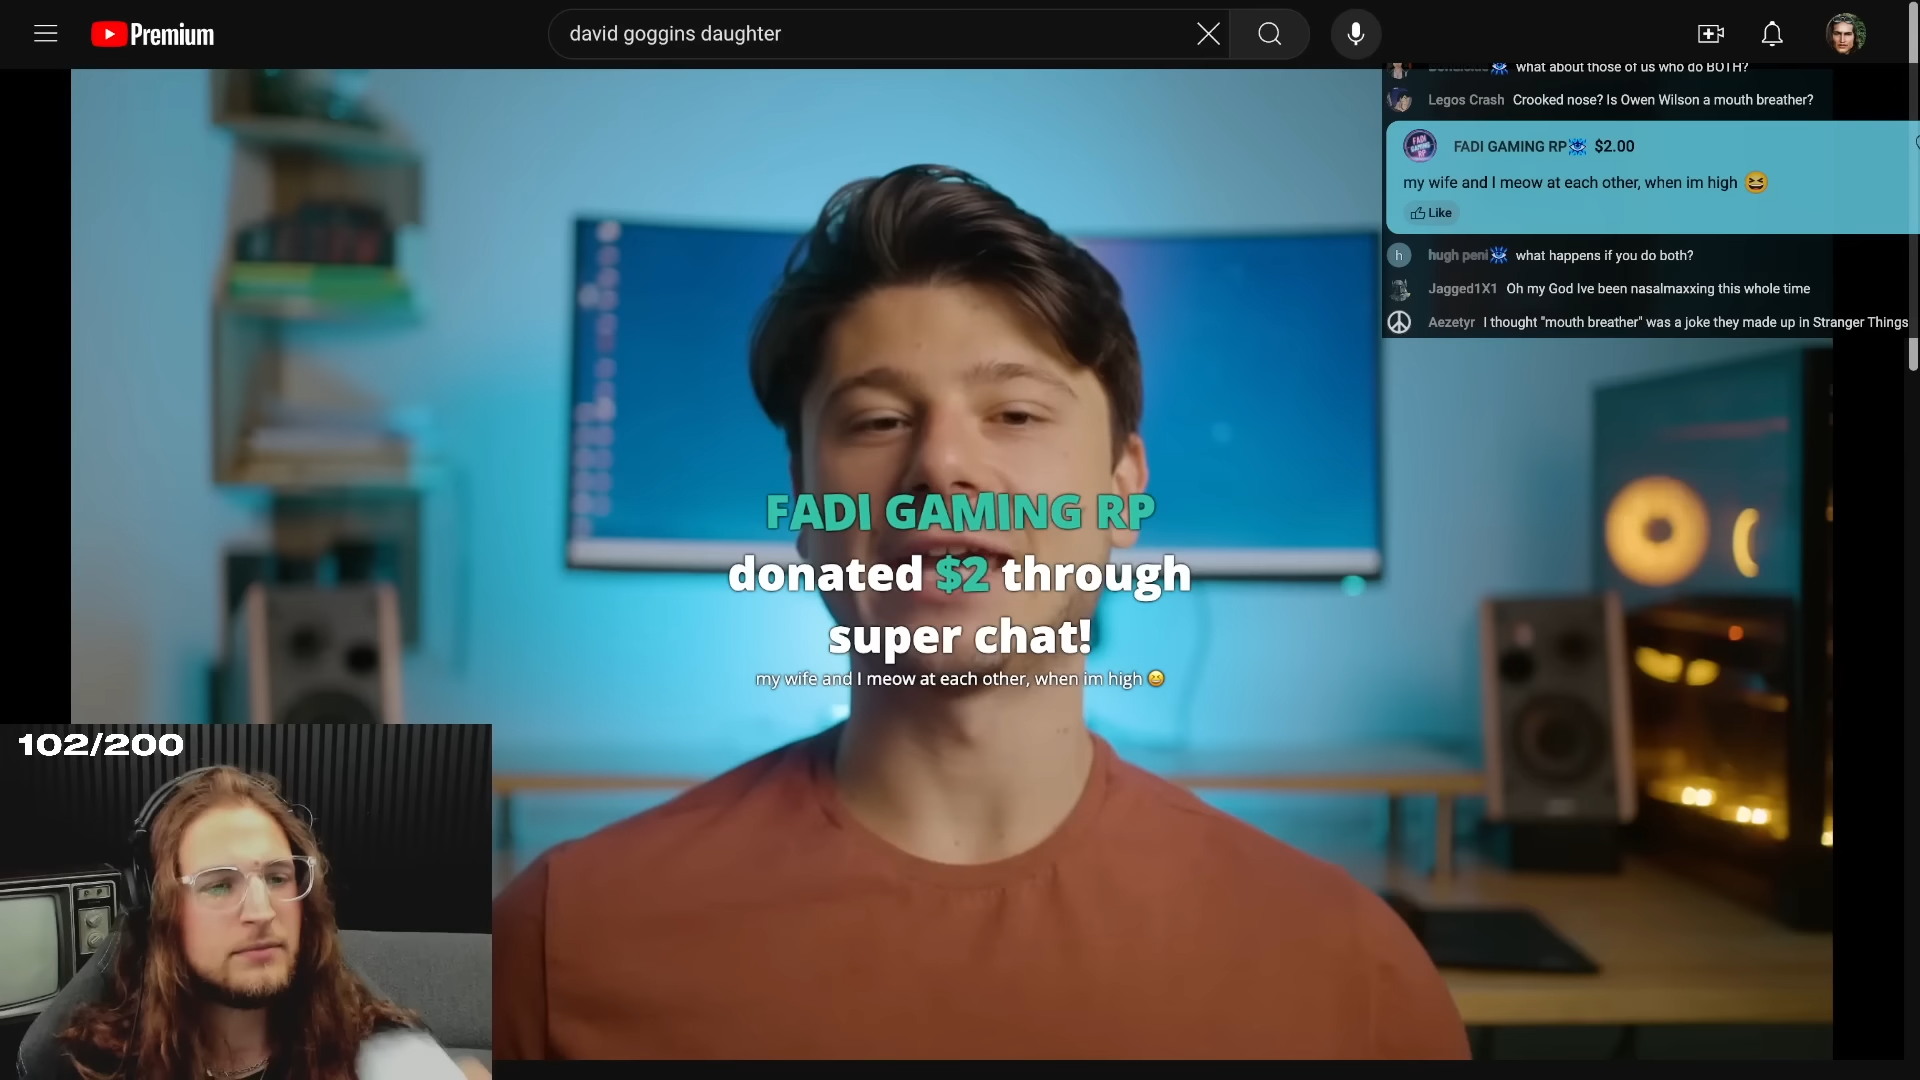 Premium
david goggins daughter
what about those of us who do BOTH?
Legos Crash Crooked nose? Is Owen Wilson a mouth breather?
FADI GAMING RP $2.00
my wife and I meow at each other, when im high 😆
Like
h hugh peni what happens if you do both?
Jagged1X1 Oh my God Ive been nasalmaxxing this whole time
Aezetyr I thought "mouth breather" was a joke they made up in Stranger Things
FADI GAMING RP
donated $2 through
super chat!
my wife and I meow at each other, when im high 😆
102/200